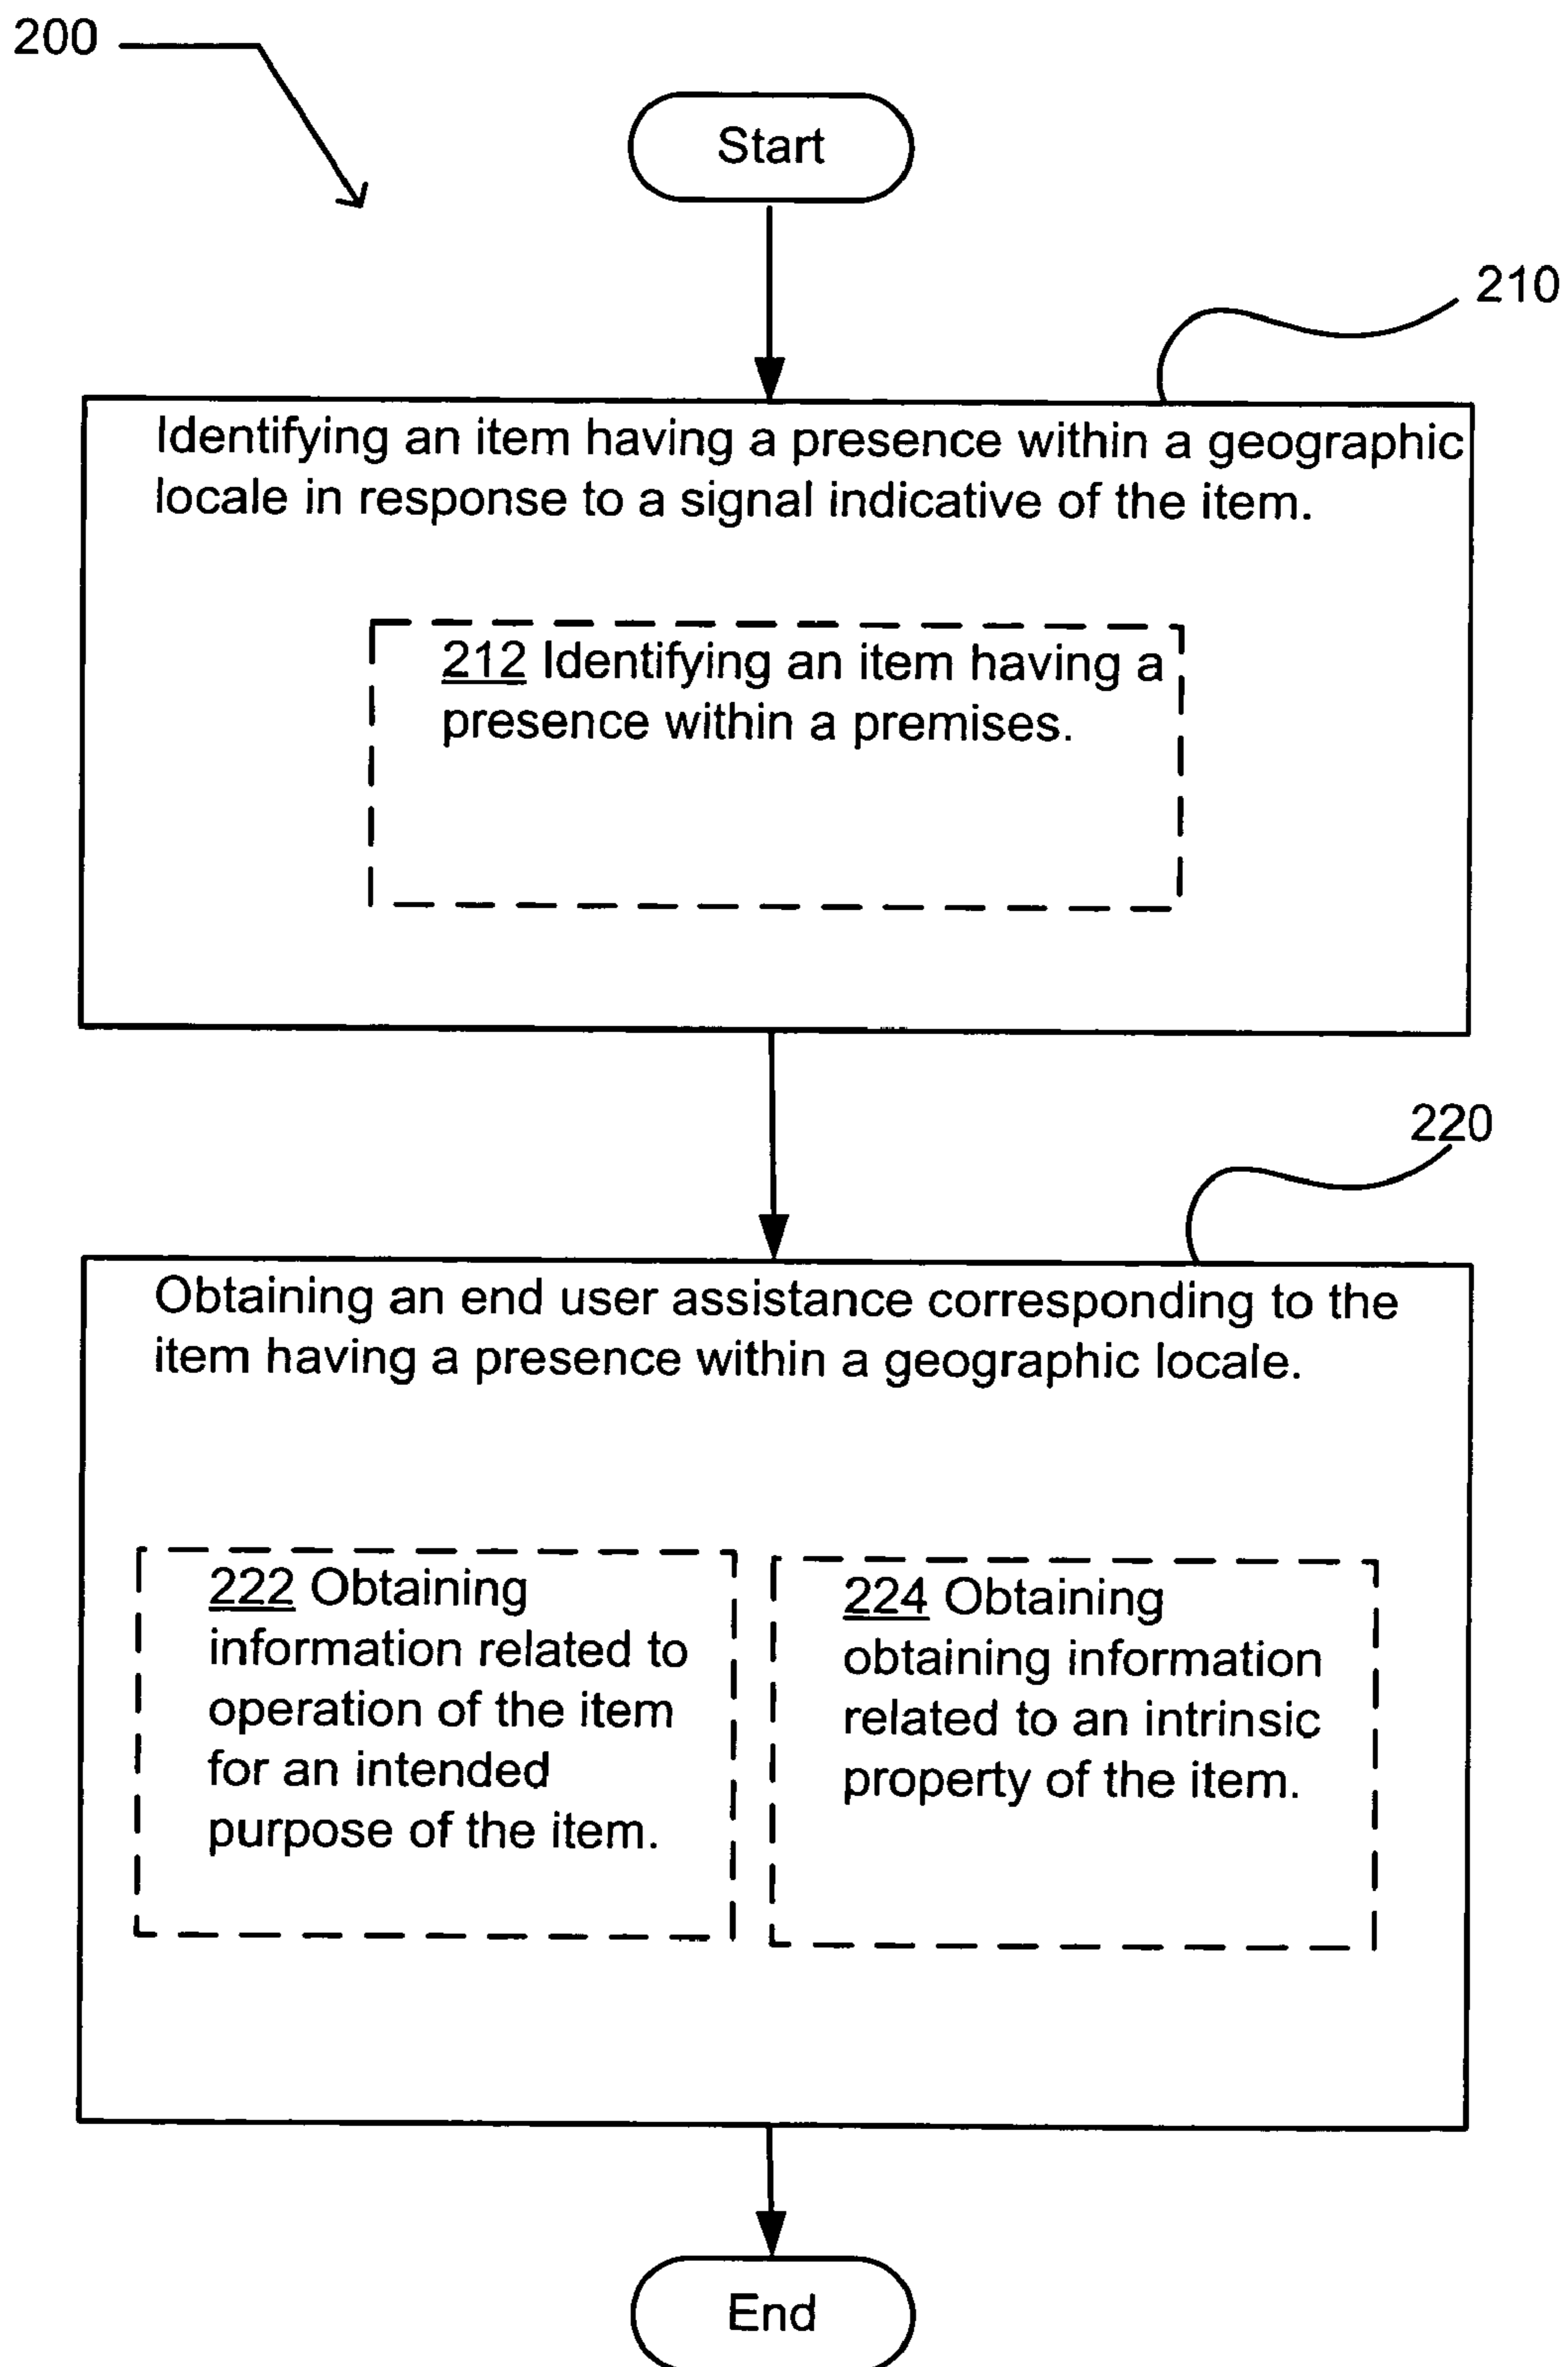 200
Start
210
Identifying an item having a presence within a geographic
locale in response to a signal indicative of the item.
212 Identifying an item having a
presence within a premises.
220
Obtaining an end user assistance corresponding to the
item having a presence within a geographic locale.
222 Obtaining
information related to
operation of the item
for an intended
purpose of the item.
224 Obtaining
obtaining information
related to an intrinsic
property of the item.
End